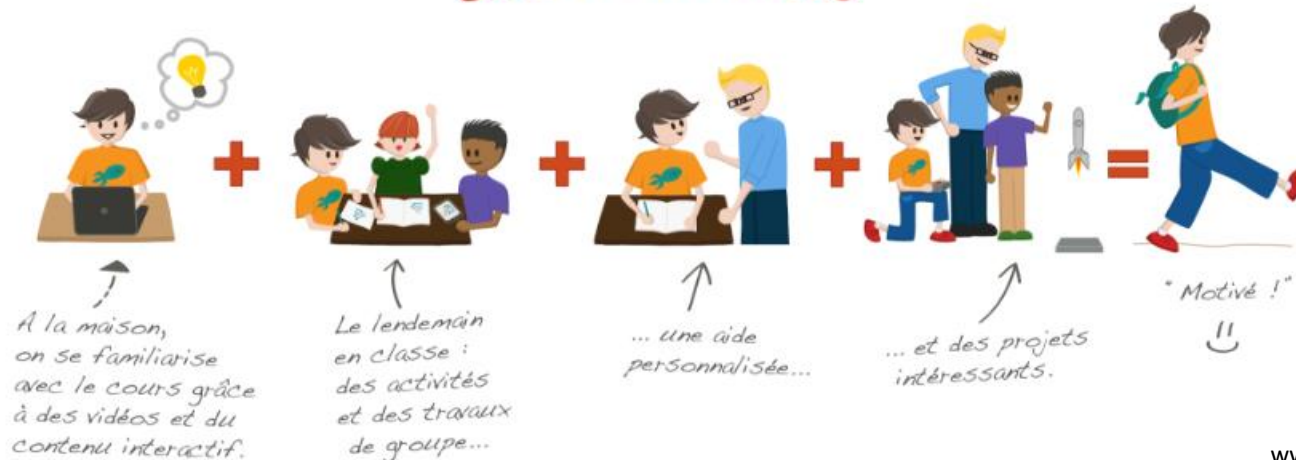 A la maison,
on se familiarise
avec le cours grâce
à des vidéos et du
contenu interactif.
Le lendemain
en classe :
des activités
et des travaux
de groupe...
... une aide
personnalisée...
... et des projets
intéressants.
" Motivé ! "